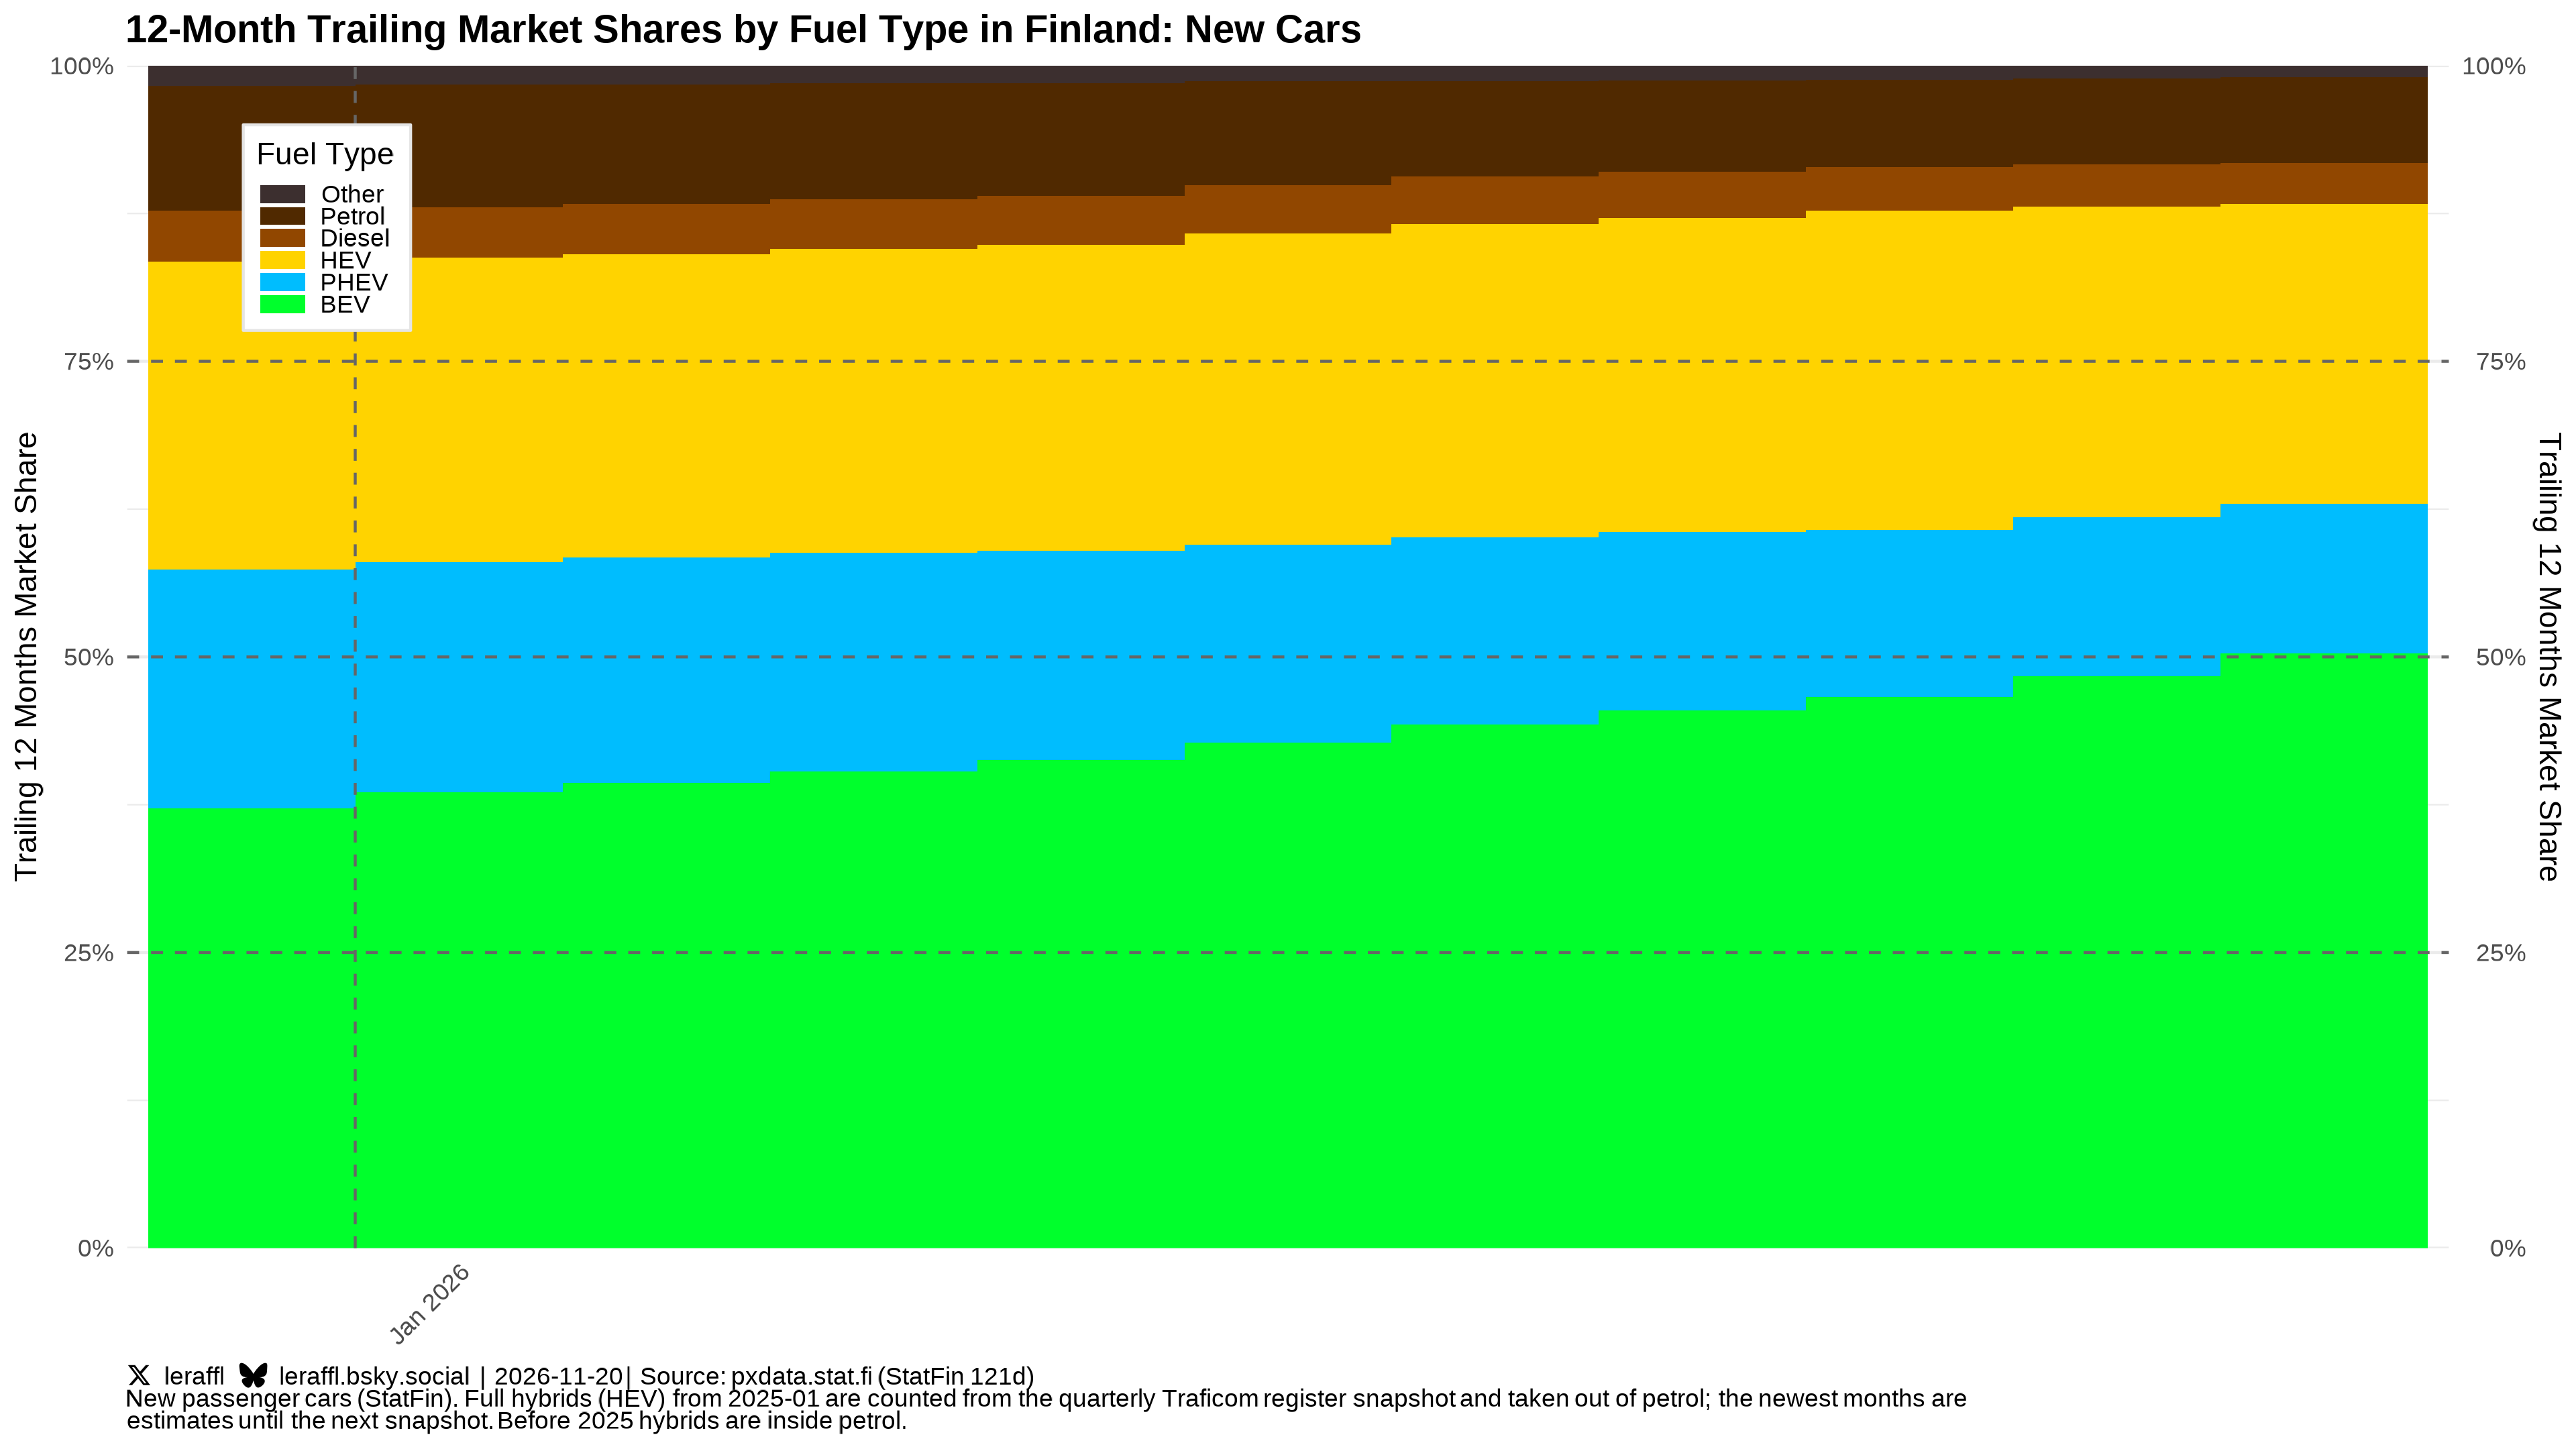 12-Month Trailing Market Shares by Fuel Type in Finland: New Cars
100%
100%
Fuel Type
Other
Petrol
Diesel
HEV
PHEV
BEV
75%
75%
Trailing 12 Months Market Share
Trailing 12 Months Market Share
50%
50%
25%
25%
0%
0%
Jan 2026
leraffl leraffl.bsky.social | 2026-11-20| Source: pxdata.stat.fi (StatFin 121d)
New passenger cars (StatFin). Full hybrids (HEV) from 2025-01 are counted from the quarterly Traficom register snapshot and taken out of petrol; the newest months are
estimates until the next snapshot. Before 2025 hybrids are inside petrol.